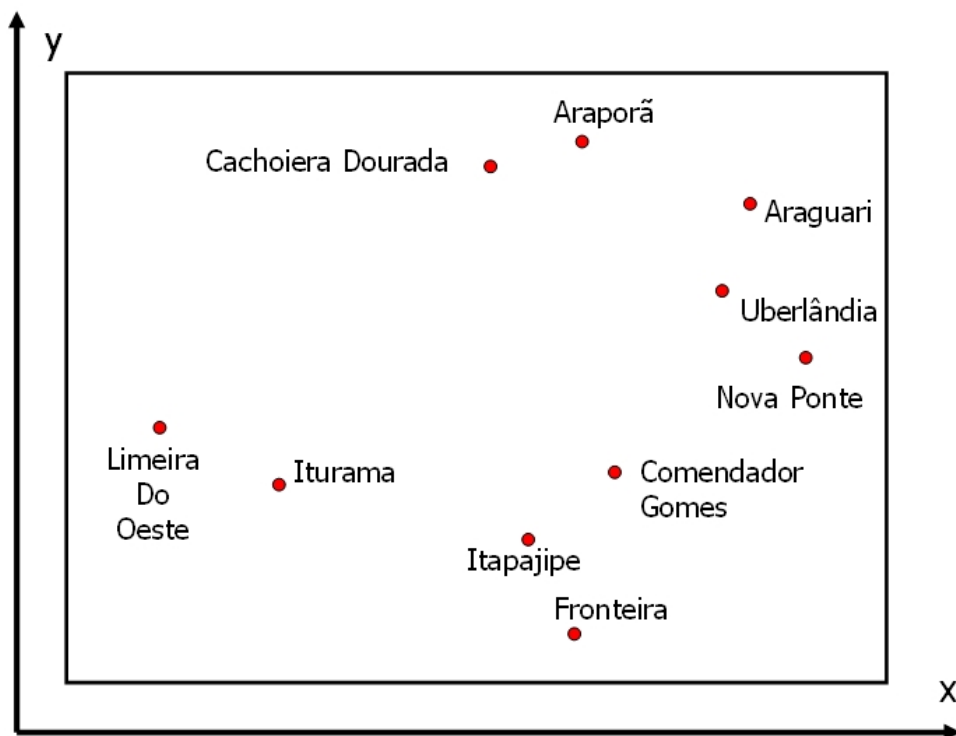 y
Araporã
Cachoiera Dourada
Araguari
Uberlândia
Nova Ponte
Limeira
Do
Oeste
Iturama
Comendador
Gomes
Itapajipe
Fronteira
x